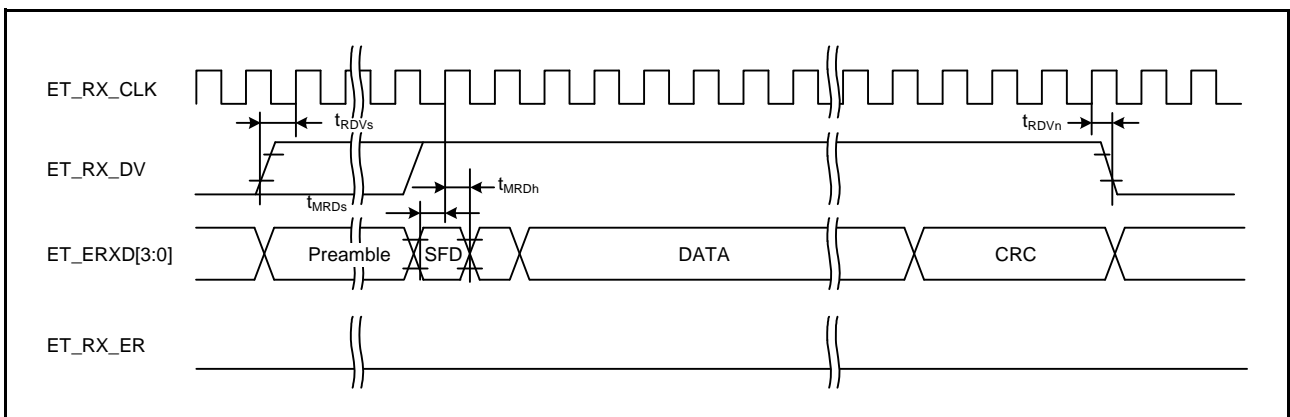 ET_RX_CLK
tRDVs
tRDVn
ET_RX_DV
tMRDs
tMRDh
ET_ERXD[3:0]
Preamble
SFD
DATA
CRC
ET_RX_ER